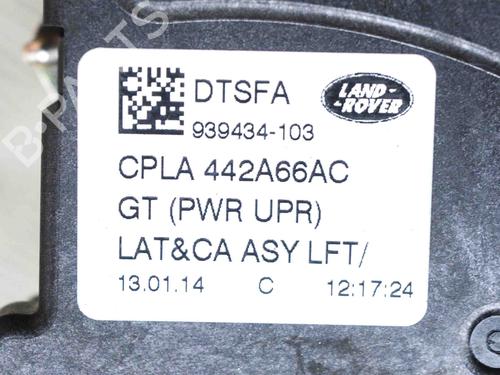 DTSFA
LAND-
ROVER
939434-103
CPLA 442A66AC
GT (PWR UPR)
LAT&CA ASY LFT/
13.01.14 C 12:17:24
B-PARTS